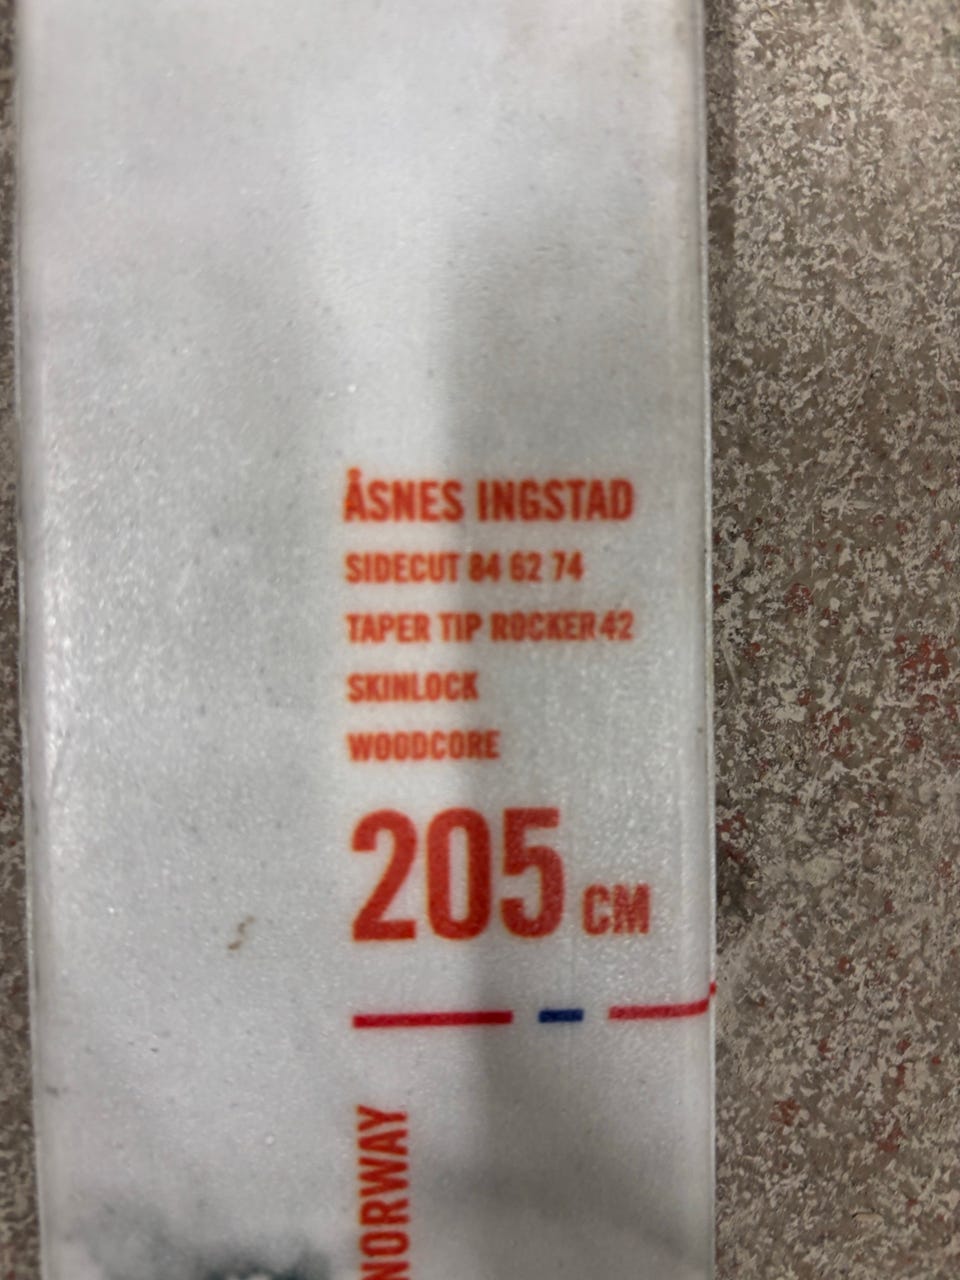 ÅSNES INGSTAD
SIDECUT 84 62 74
TAPER TIP ROCKER 42
SKINLOCK
WOODCORE
205 CM
NORWAY